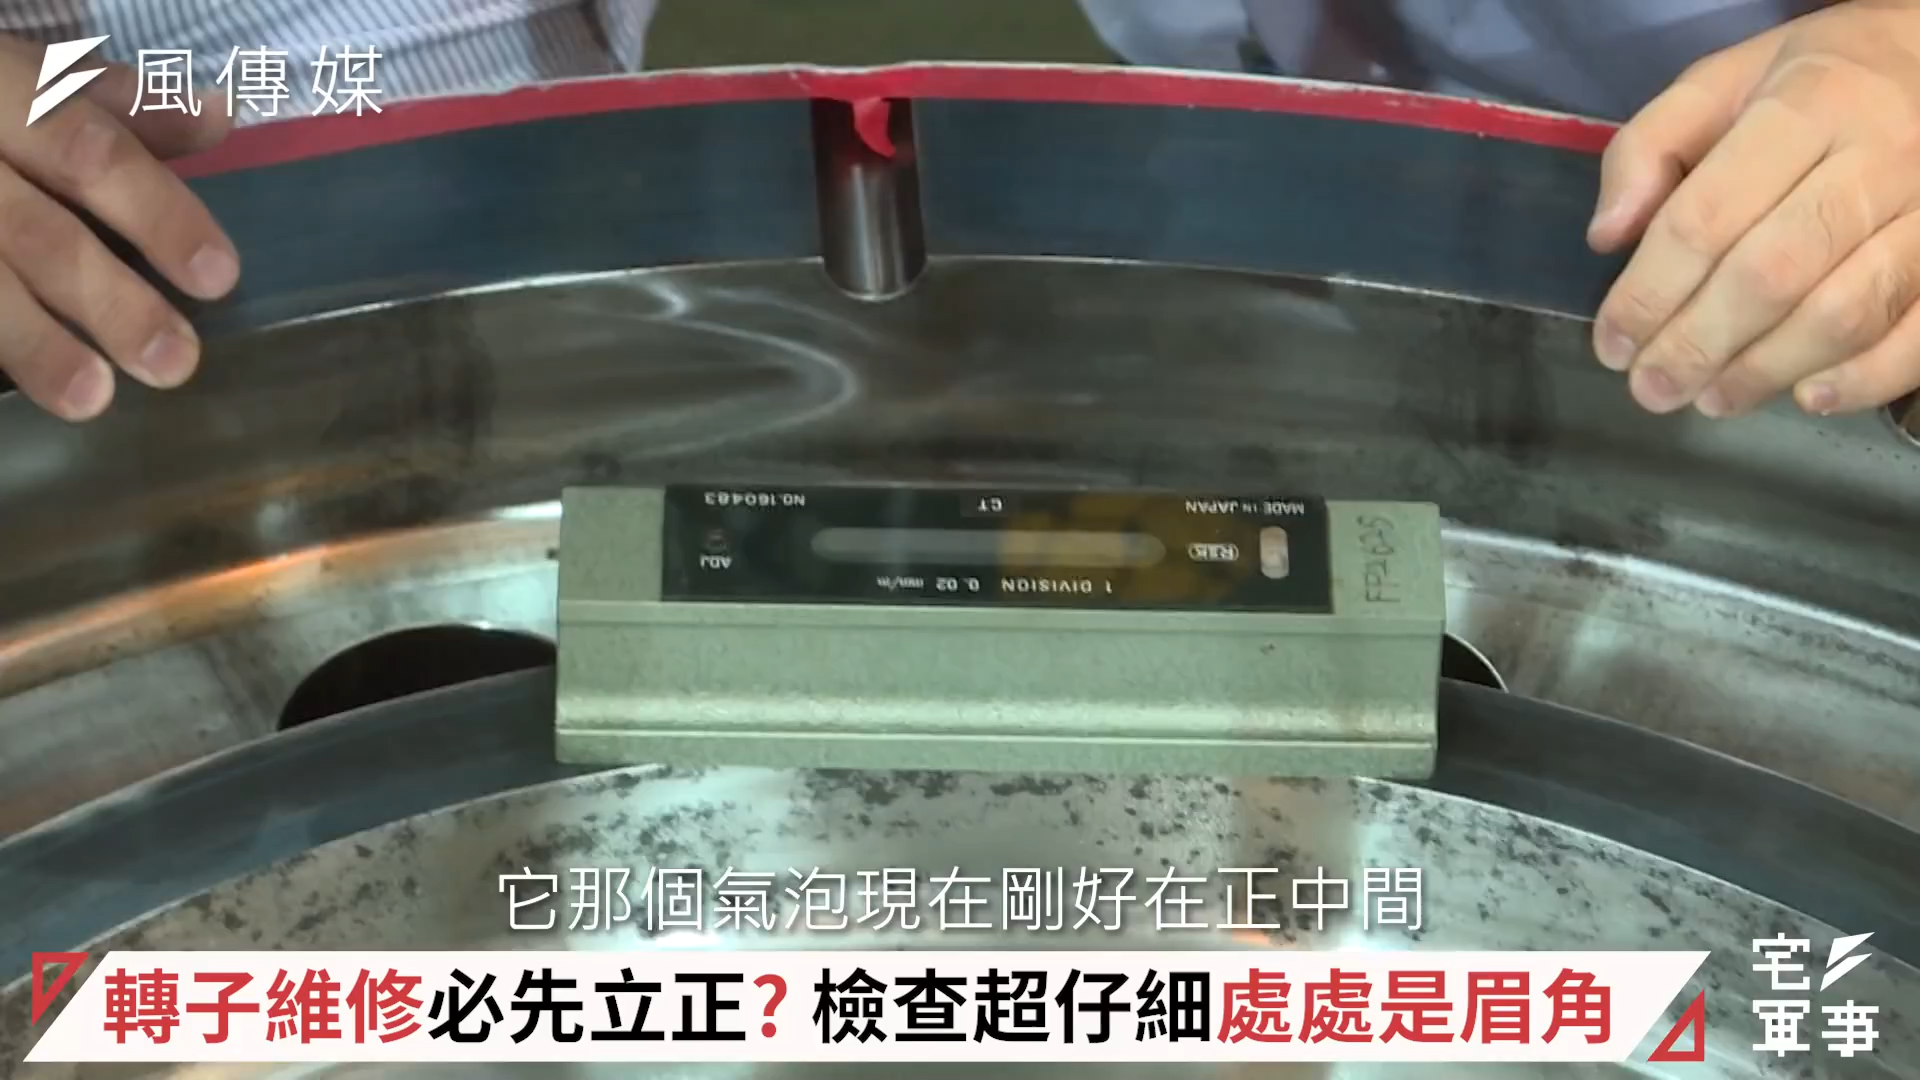 風傳媒
NO.160483
CT
MADE IN JAPAN
ADJ
RSK
1 DIVISION 0.02 mm/m
它那個氣泡現在剛好在正中間
轉子維修必先立正? 檢查超仔細處處是眉角
宅
軍事